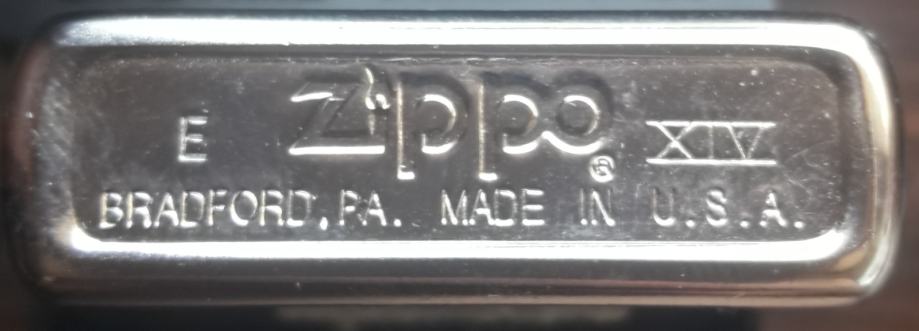 E Zippo® XIV
BRADFORD,PA. MADE IN U.S.A.